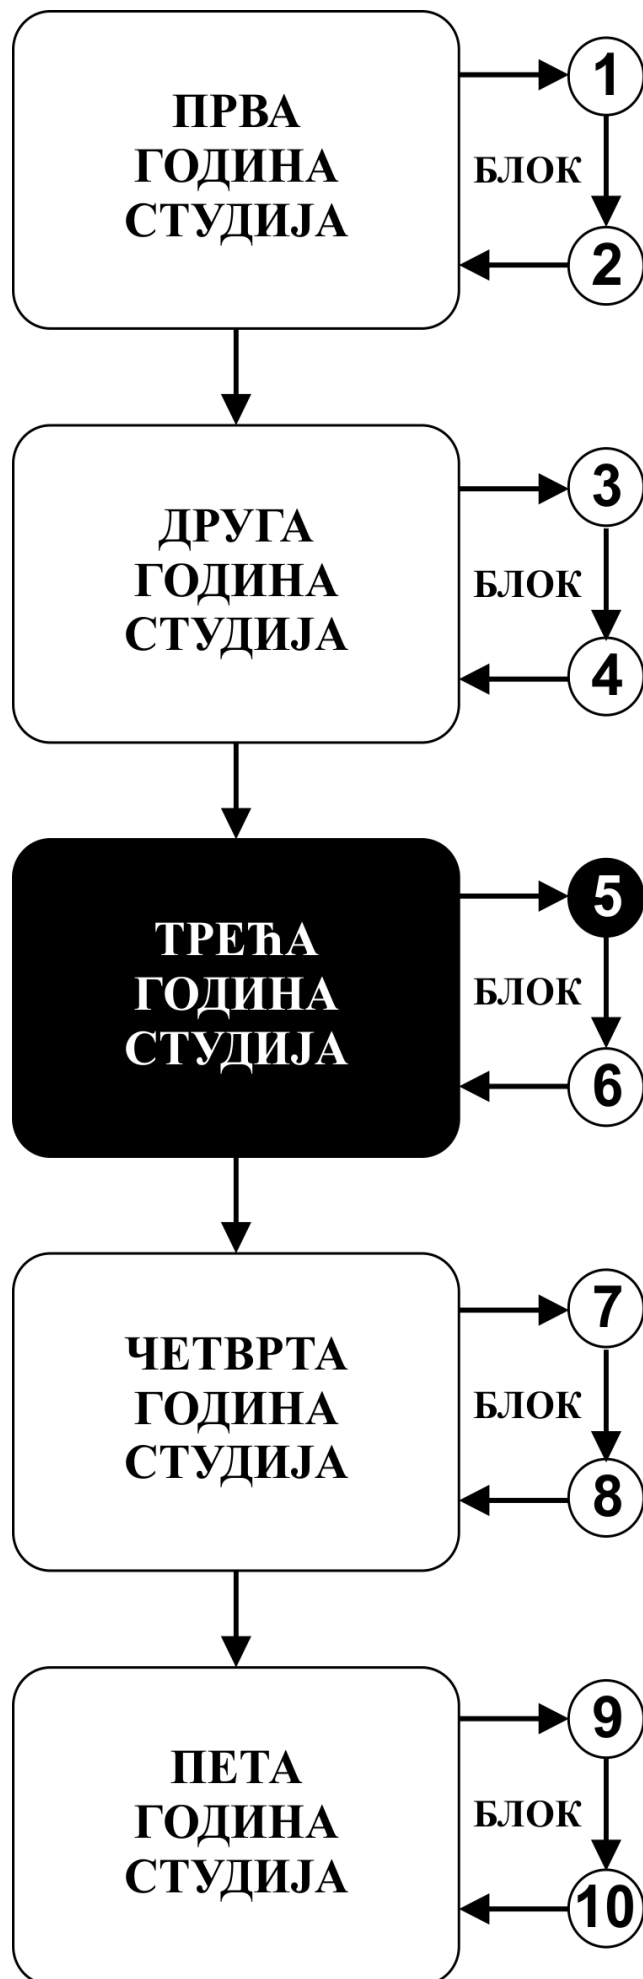 ПРВА
ГОДИНА
СТУДИЈА
1
БЛОК
2
ДРУГА
ГОДИНА
СТУДИЈА
3
БЛОК
4
ТРЕЋА
ГОДИНА
СТУДИЈА
5
БЛОК
6
ЧЕТВРТА
ГОДИНА
СТУДИЈА
7
БЛОК
8
ПЕТА
ГОДИНА
СТУДИЈА
9
БЛОК
10